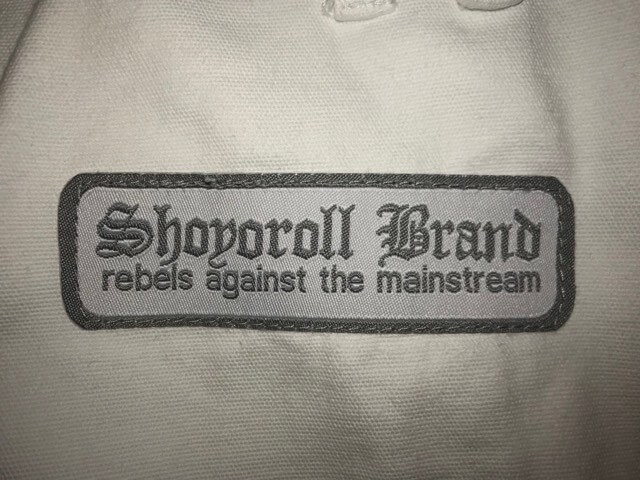 Shoyoroll Brand
rebels against the mainstream